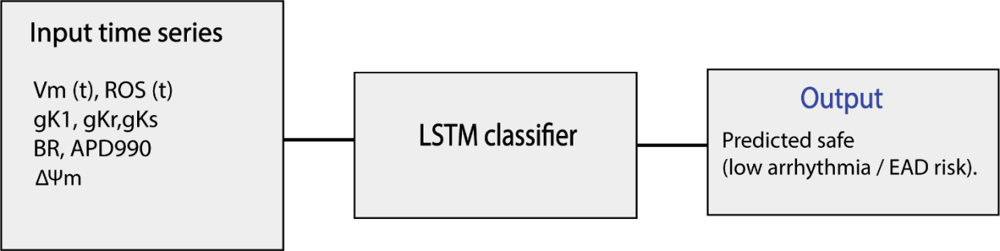 Input time series
Vm (t), ROS (t)
gK1, gKr,gKs
BR, APD990
ΔΨm
LSTM classifier
Output
Predicted safe
(low arrhythmia / EAD risk).